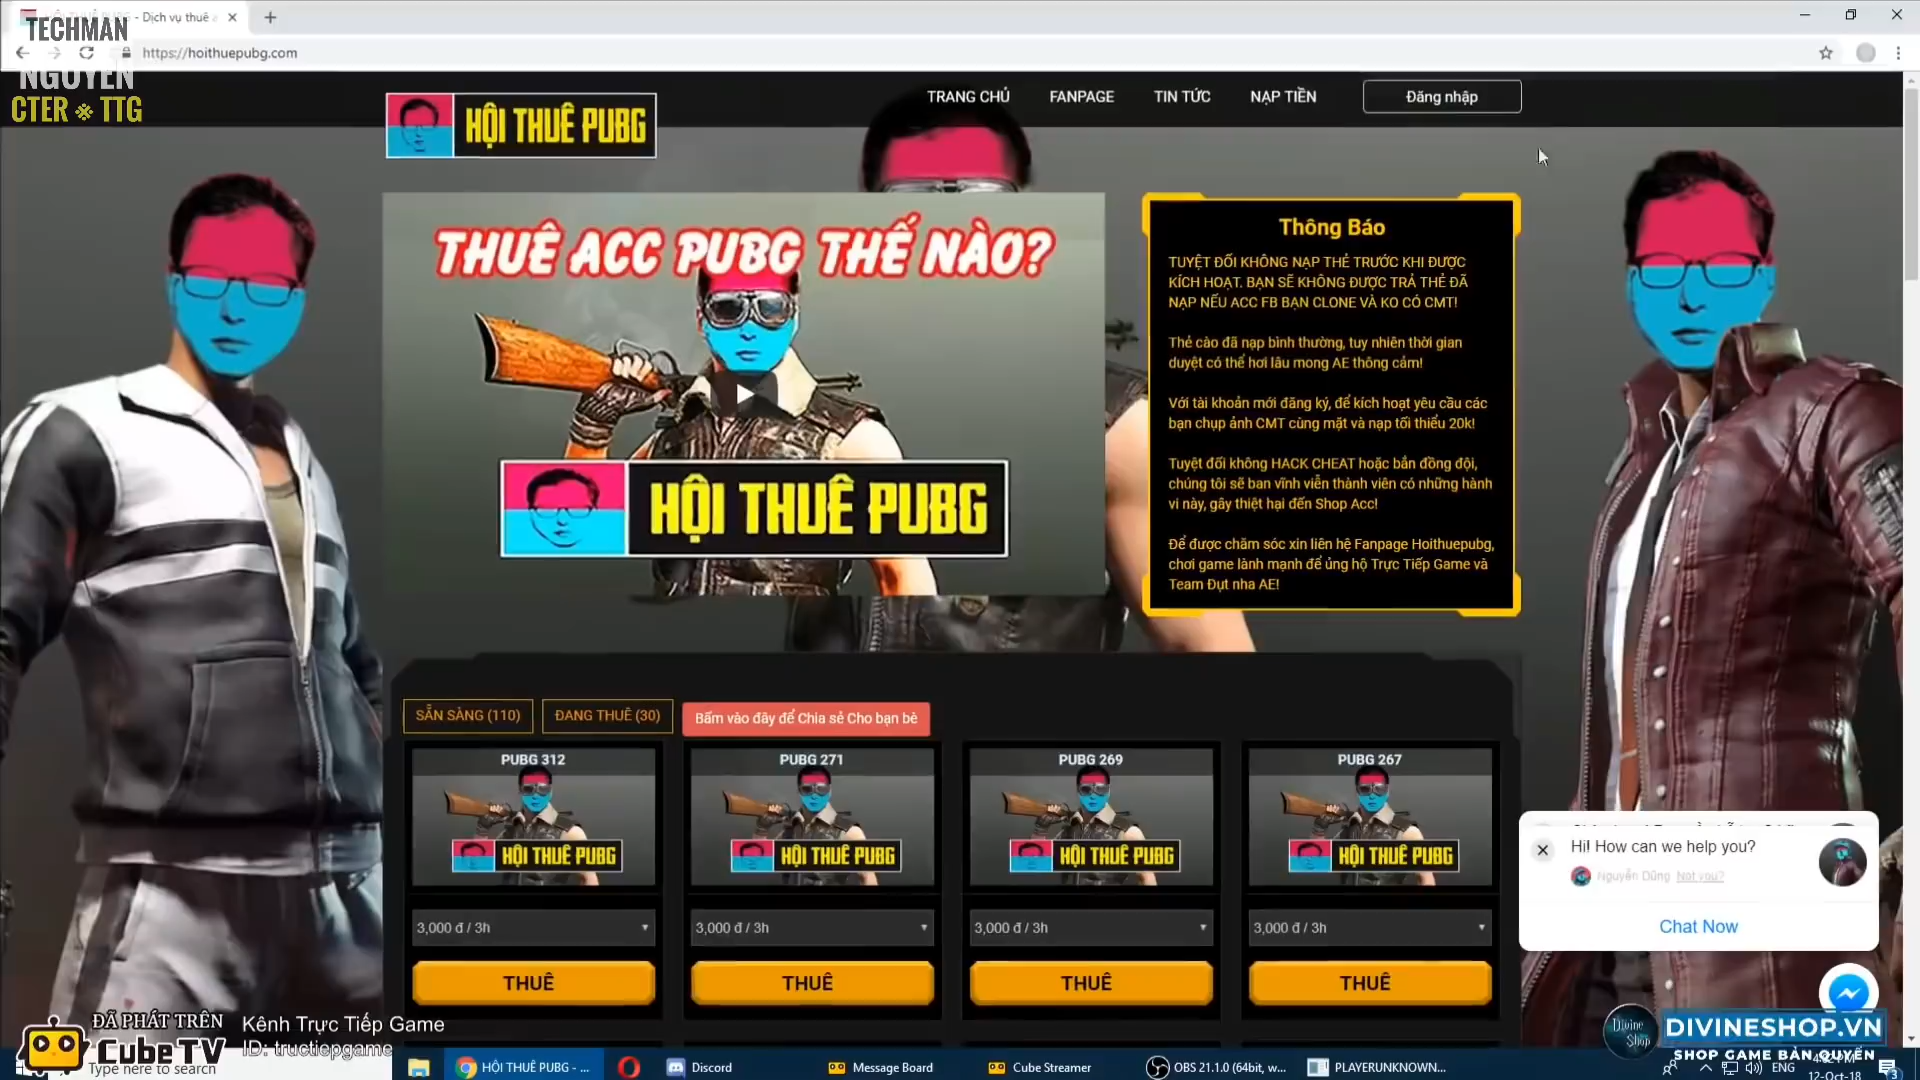 TECHMAN
NGUYEN
CTER ※ TTG
- Dịch vụ thuê a
https://hoithuepubg.com
HỘI THUÊ PUBG
TRANG CHỦ
FANPAGE
TIN TỨC
NẠP TIỀN
Đăng nhập
THUÊ ACC PUBG THẾ NÀO?
HỘI THUÊ PUBG
Thông Báo
TUYỆT ĐỐI KHÔNG NẠP THẺ TRƯỚC KHI ĐƯỢC
KÍCH HOẠT. BẠN SẼ KHÔNG ĐƯỢC TRẢ THẺ ĐÃ
NẠP NẾU ACC FB BẠN CLONE VÀ KO CÓ CMT!
Thẻ cào đã nạp bình thường, tuy nhiên thời gian
duyệt có thể hơi lâu mong AE thông cảm!
Với tài khoản mới đăng ký, để kích hoạt yêu cầu các
bạn chụp ảnh CMT cùng mặt và nạp tối thiểu 20k!
Tuyệt đối không HACK CHEAT hoặc bắn đồng đội,
chúng tôi sẽ ban vĩnh viễn thành viên có những hành
vi này, gây thiệt hại đến Shop Acc!
Để được chăm sóc xin liên hệ Fanpage Hoithuepubg,
chơi game lành mạnh để ủng hộ Trực Tiếp Game và
Team Đụt nha AE!
SẴN SÀNG (110)
ĐANG THUÊ (30)
Bấm vào đây để Chia sẻ Cho bạn bè
PUBG 312
PUBG 271
PUBG 269
PUBG 267
HỘI THUÊ PUBG
HỘI THUÊ PUBG
HỘI THUÊ PUBG
HỘI THUÊ PUBG
3,000 đ / 3h
3,000 đ / 3h
3,000 đ / 3h
3,000 đ / 3h
THUÊ
THUÊ
THUÊ
THUÊ
Hi! How can we help you?
Nguyễn Dũng Not you?
Chat Now
ĐÃ PHÁT TRÊN
CubeTV
Kênh Trực Tiếp Game
ID: tructiepgame
Divine
Shop
DIVINESHOP.VN
SHOP GAME BẢN QUYỀN
Type here to search
HỘI THUÊ PUBG - ...
Discord
Message Board
Cube Streamer
OBS 21.1.0 (64bit, w...
PLAYERUNKNOWN...
ENG
12-Oct-18
3